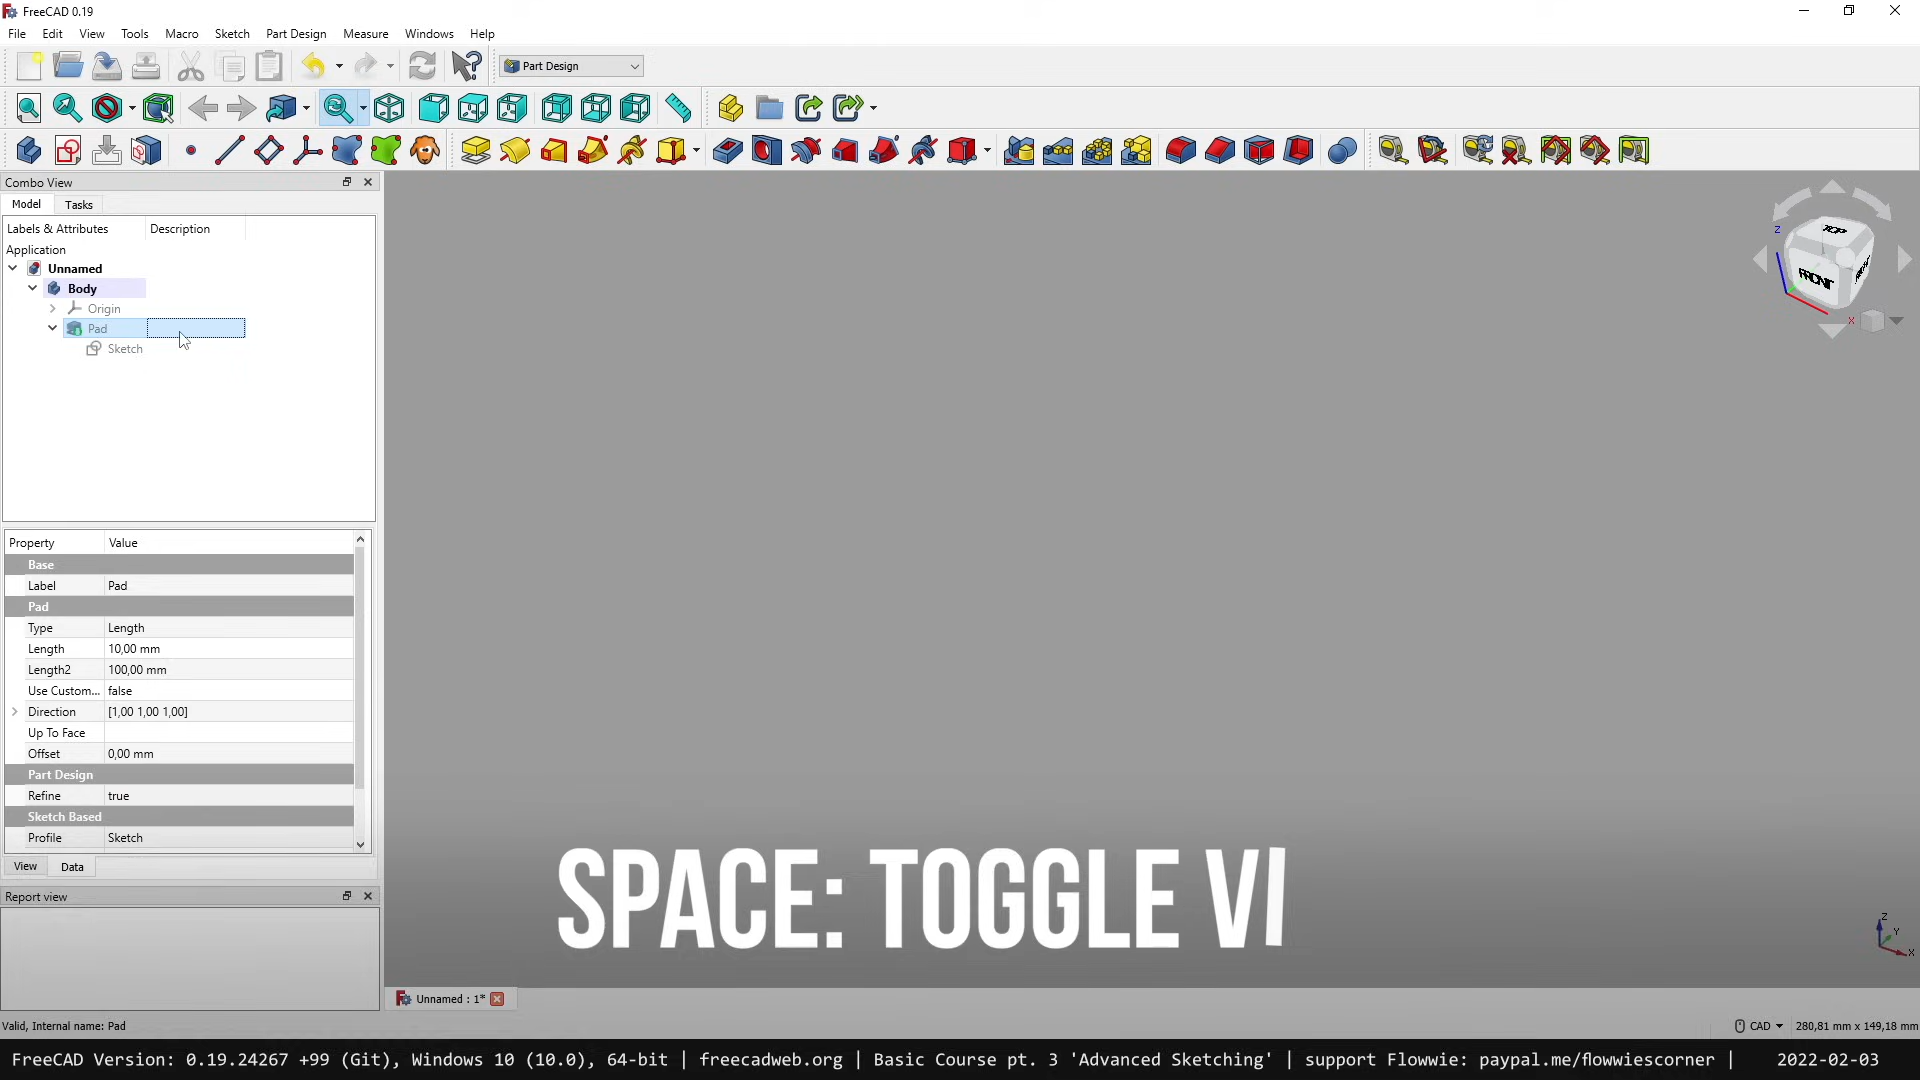 FreeCAD 0.19
File Edit View Tools Macro Sketch Part Design Measure Windows Help
Part Design
Combo View
Model Tasks
Labels & Attributes Description
Application
Unnamed
Body
Origin
Pad
Sketch
Property Value
Base
Label Pad
Pad
Type Length
Length 10,00 mm
Length2 100,00 mm
Use Custom... false
Direction [1,00 1,00 1,00]
Up To Face
Offset 0,00 mm
Part Design
Refine true
Sketch Based
Profile Sketch
View Data
Report view
TOP
FRONT
Z
X
SPACE: TOGGLE VI
Z
Y
X
Unnamed : 1*
Valid, Internal name: Pad
CAD 280,81 mm x 149,18 mm
FreeCAD Version: 0.19.24267 +99 (Git), Windows 10 (10.0), 64-bit | freecadweb.org | Basic Course pt. 3 'Advanced Sketching' | support Flowwie: paypal.me/flowwiescorner | 2022-02-03